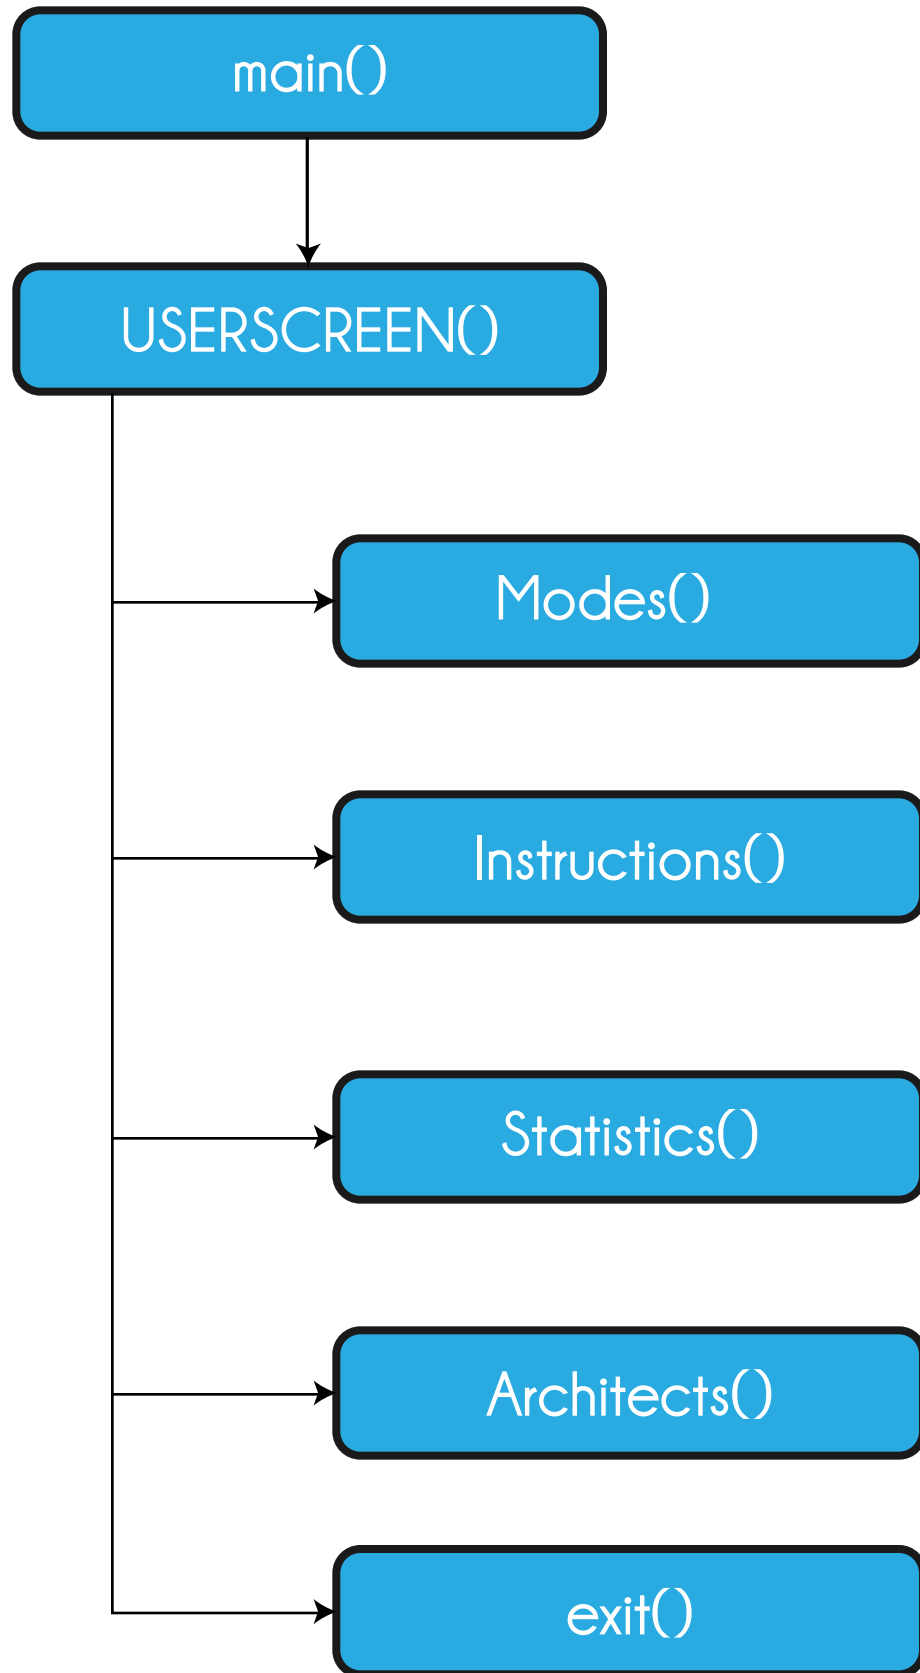 main()
USERSCREEN()
Modes()
Instructions()
Statistics()
Architects()
exit()